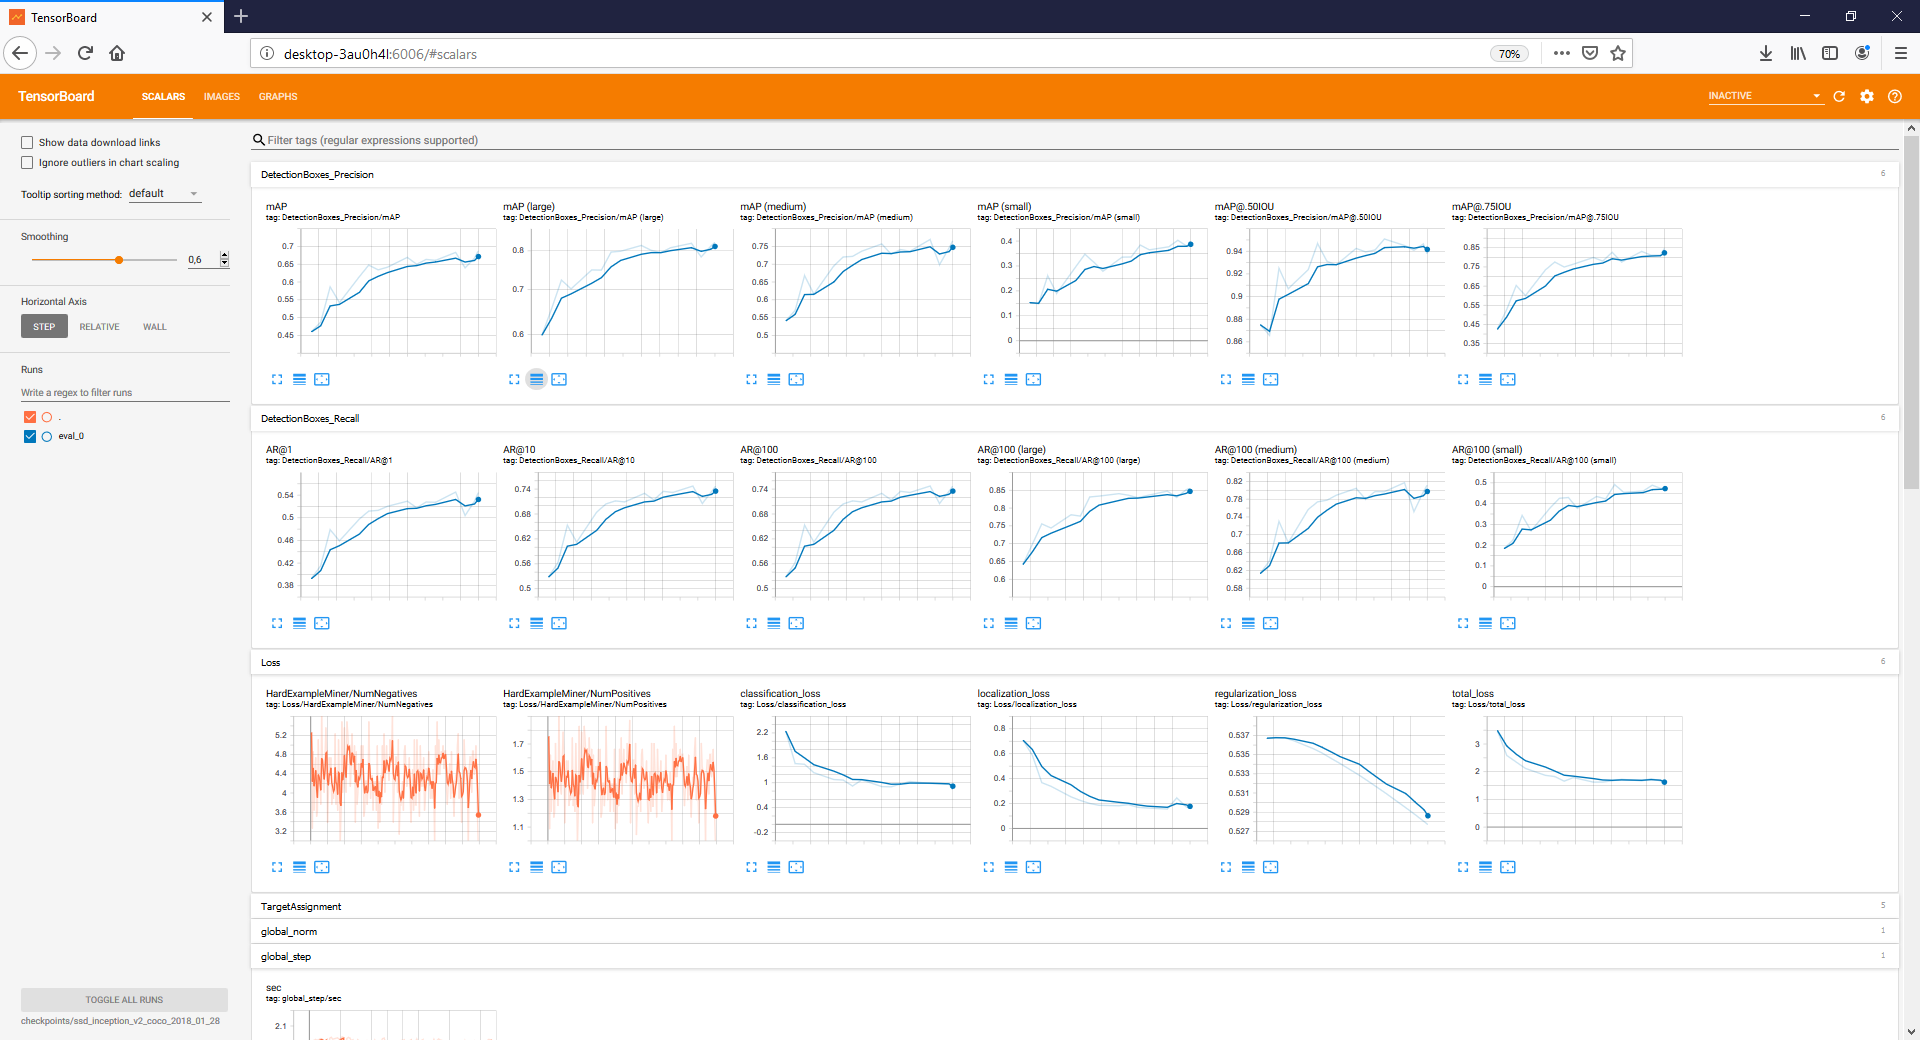 TensorBoard
desktop-3au0h4l:6006/#scalars
70%
TensorBoard
SCALARS IMAGES GRAPHS
INACTIVE
Show data download links
Ignore outliers in chart scaling
Tooltip sorting method: default
Smoothing
0,6
Horizontal Axis
STEP RELATIVE WALL
Runs
Write a regex to filter runs
.
eval_0
TOGGLE ALL RUNS
checkpoints/ssd_inception_v2_coco_2018_01_28
Filter tags (regular expressions supported)
DetectionBoxes_Precision 6
mAP
tag: DetectionBoxes_Precision/mAP
0.7
0.65
0.6
0.55
0.5
0.45
mAP (large)
tag: DetectionBoxes_Precision/mAP (large)
0.8
0.7
0.6
mAP (medium)
tag: DetectionBoxes_Precision/mAP (medium)
0.75
0.7
0.65
0.6
0.55
0.5
mAP (small)
tag: DetectionBoxes_Precision/mAP (small)
0.4
0.3
0.2
0.1
0
mAP@.50IOU
tag: DetectionBoxes_Precision/mAP@.50IOU
0.94
0.92
0.9
0.88
0.86
mAP@.75IOU
tag: DetectionBoxes_Precision/mAP@.75IOU
0.85
0.75
0.65
0.55
0.45
0.35
DetectionBoxes_Recall 6
AR@1
tag: DetectionBoxes_Recall/AR@1
0.54
0.5
0.46
0.42
0.38
AR@10
tag: DetectionBoxes_Recall/AR@10
0.74
0.68
0.62
0.56
0.5
AR@100
tag: DetectionBoxes_Recall/AR@100
0.74
0.68
0.62
0.56
0.5
AR@100 (large)
tag: DetectionBoxes_Recall/AR@100 (large)
0.85
0.8
0.75
0.7
0.65
0.6
AR@100 (medium)
tag: DetectionBoxes_Recall/AR@100 (medium)
0.82
0.78
0.74
0.7
0.66
0.62
0.58
AR@100 (small)
tag: DetectionBoxes_Recall/AR@100 (small)
0.5
0.4
0.3
0.2
0.1
0
Loss 6
HardExampleMiner/NumNegatives
tag: Loss/HardExampleMiner/NumNegatives
5.2
4.8
4.4
4
3.6
3.2
HardExampleMiner/NumPositives
tag: Loss/HardExampleMiner/NumPositives
1.7
1.5
1.3
1.1
classification_loss
tag: Loss/classification_loss
2.2
1.6
1
0.4
-0.2
localization_loss
tag: Loss/localization_loss
0.8
0.6
0.4
0.2
0
regularization_loss
tag: Loss/regularization_loss
0.537
0.535
0.533
0.531
0.529
0.527
total_loss
tag: Loss/total_loss
3
2
1
0
TargetAssignment 5
global_norm 1
global_step 1
sec
tag: global_step/sec
2.1